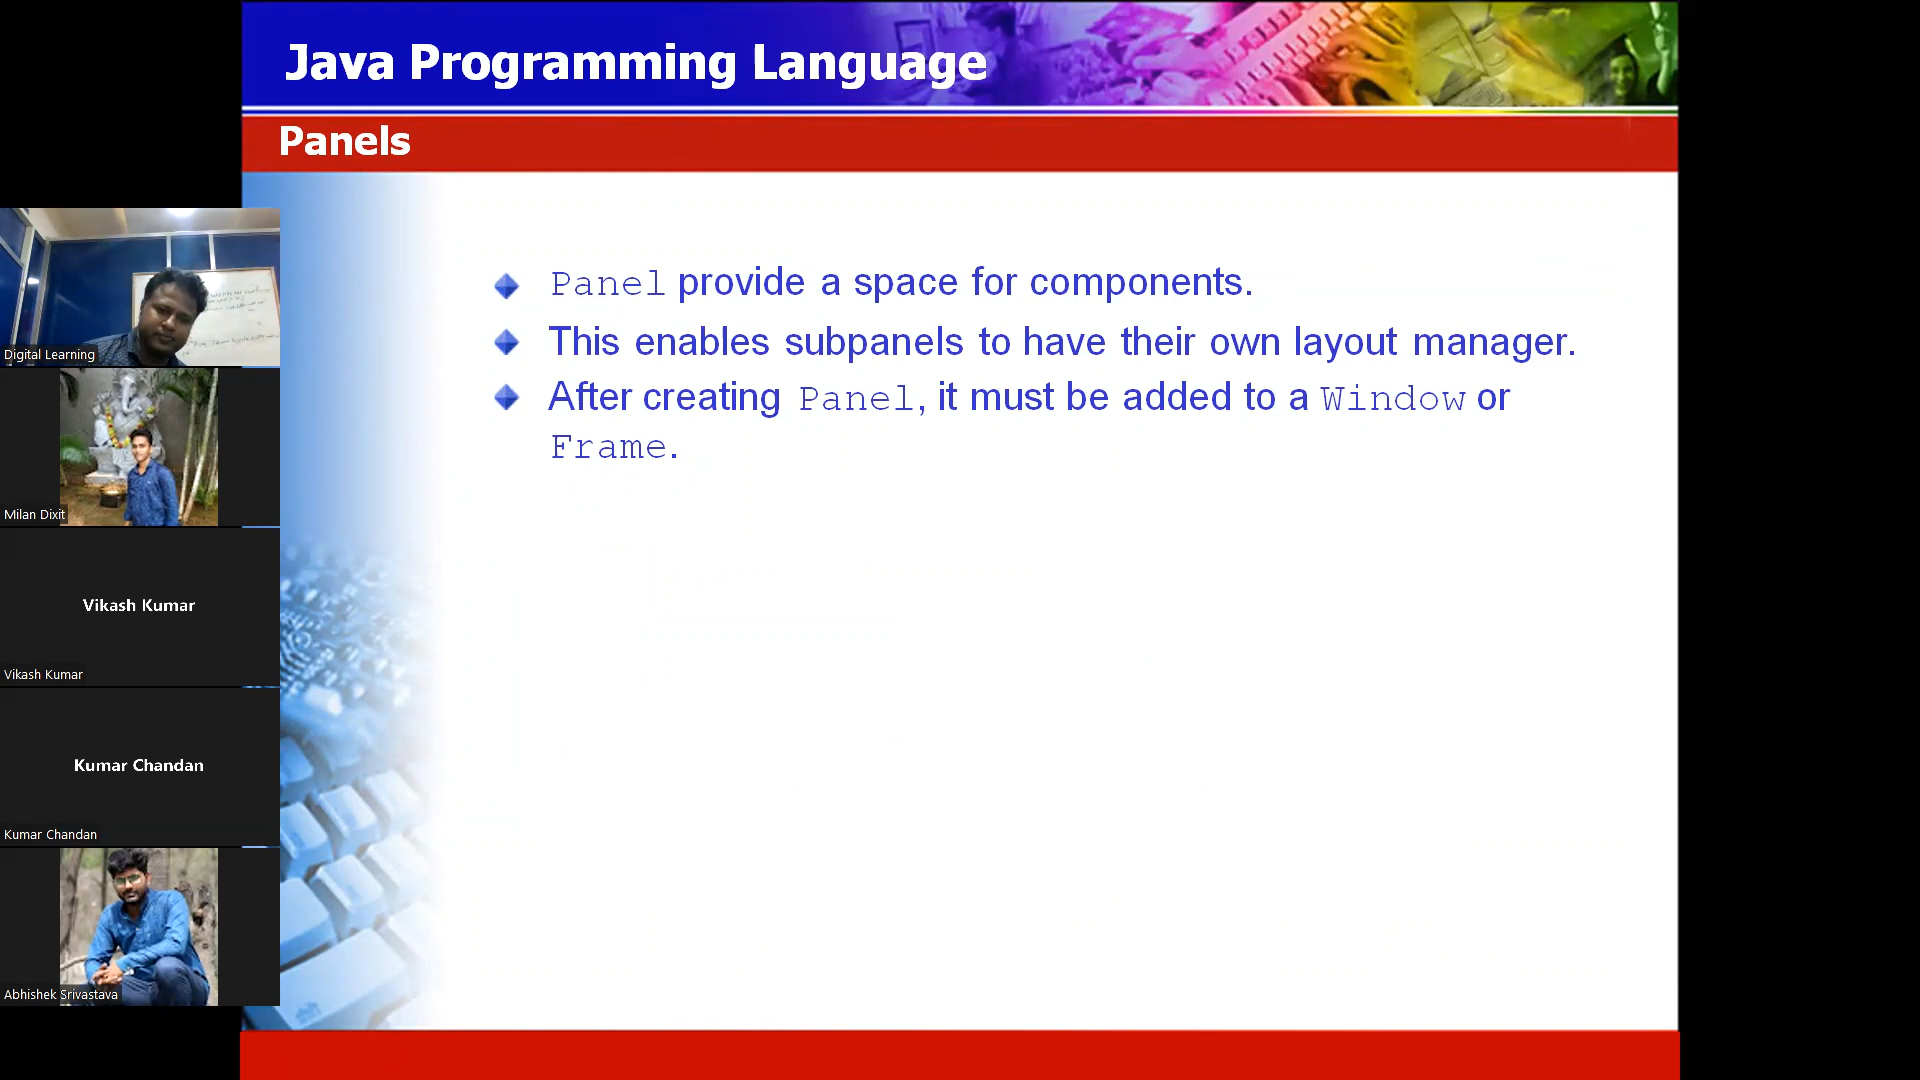 Java Programming Language
Panels
Panel provide a space for components.
This enables subpanels to have their own layout manager.
After creating Panel, it must be added to a Window or
Frame.
Digital Learning
Milan Dixit
Vikash Kumar
Vikash Kumar
Kumar Chandan
Kumar Chandan
Abhishek Srivastava